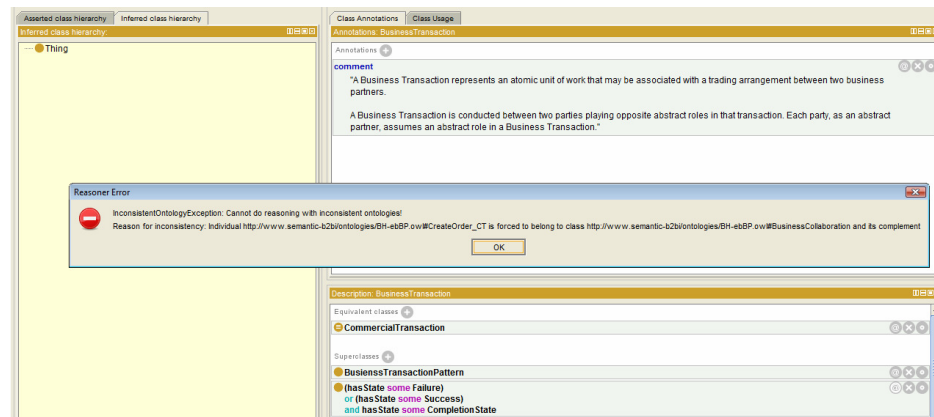 Asserted class hierarchy Inferred class hierarchy
Inferred class hierarchy:
Thing
Class Annotations Class Usage
Annotations: BusinessTransaction
Annotations
comment
"A Business Transaction represents an atomic unit of work that may be associated with a trading arrangement between two business
partners.
A Business Transaction is conducted between two parties playing opposite abstract roles in that transaction. Each party, as an abstract
partner, assumes an abstract role in a Business Transaction."
Reasoner Error
InconsistentOntologyException: Cannot do reasoning with inconsistent ontologies!
Reason for inconsistency: Individual http://www.semantic-b2bi/ontologies/BH-ebBP.owl#CreateOrder_CT is forced to belong to class http://www.semantic-b2bi/ontologies/BH-ebBP.owl#BusinessCollaboration and its complement
OK
Description: BusinessTransaction
Equivalent classes
CommercialTransaction
Superclasses
BusienssTransactionPattern
(hasState some Failure)
or (hasState some Success)
and hasState some CompletionState